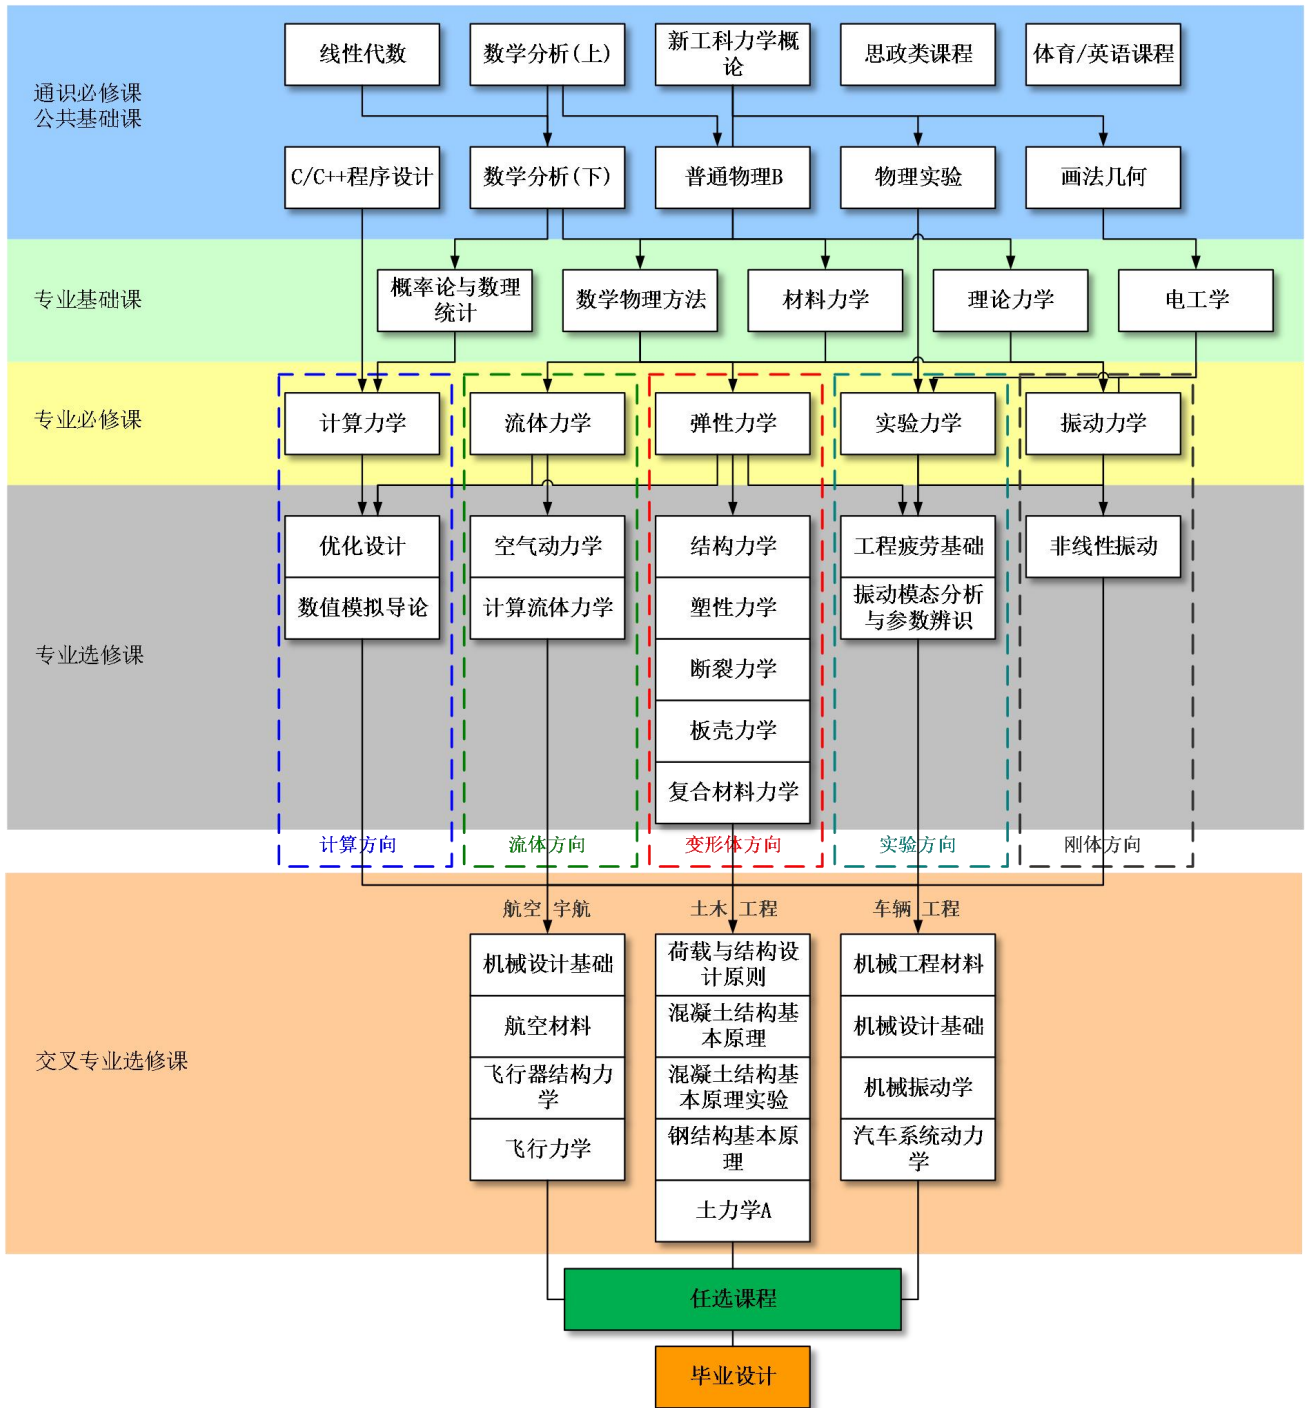 线性代数
数学分析(上)
新工科力学概
论
思政类课程
体育/英语课程
通识必修课
公共基础课
C/C++程序设计
数学分析(下)
普通物理B
物理实验
画法几何
专业基础课
概率论与数理
统计
数学物理方法
材料力学
理论力学
电工学
专业必修课
计算力学
流体力学
弹性力学
实验力学
振动力学
专业选修课
优化设计
数值模拟导论
空气动力学
计算流体力学
结构力学
塑性力学
断裂力学
板壳力学
复合材料力学
工程疲劳基础
振动模态分析
与参数辨识
非线性振动
计算方向
流体方向
变形体方向
实验方向
刚体方向
交叉专业选修课
航空 宇航
机械设计基础
航空材料
飞行器结构力
学
飞行力学
土木 工程
荷载与结构设
计原则
混凝土结构基
本原理
混凝土结构基
本原理实验
钢结构基本原
理
土力学A
车辆 工程
机械工程材料
机械设计基础
机械振动学
汽车系统动力
学
任选课程
毕业设计